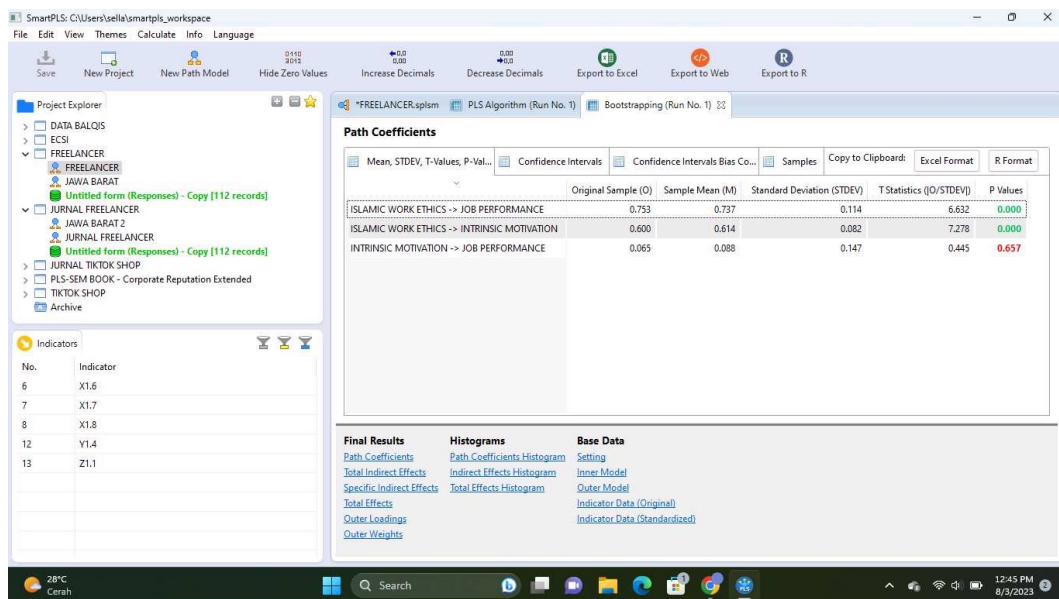 SmartPLS: C:\Users\sella\smartpls_workspace
File Edit View Themes Calculate Info Language
Save New Project New Path Model Hide Zero Values Increase Decimals Decrease Decimals Export to Excel Export to Web Export to R
Project Explorer
DATA BALQIS
ECSI
FREELANCER
FREELANCER
JAWA BARAT
Untitled form (Responses) - Copy [112 records]
JURNAL FREELANCER
JAWA BARAT 2
JURNAL FREELANCER
Untitled form (Responses) - Copy [112 records]
JURNAL TIKTOK SHOP
PLS-SEM BOOK - Corporate Reputation Extended
TIKTOK SHOP
Archive
Indicators
No. Indicator
6 X1.6
7 X1.7
8 X1.8
12 Y1.4
13 Z1.1
*FREELANCER.splsm PLS Algorithm (Run No. 1) Bootstrapping (Run No. 1)
Path Coefficients
Mean, STDEV, T-Values, P-Val... Confidence Intervals Confidence Intervals Bias Co... Samples Copy to Clipboard: Excel Format R Format
Original Sample (O) Sample Mean (M) Standard Deviation (STDEV) T Statistics (|O/STDEV|) P Values
ISLAMIC WORK ETHICS -> JOB PERFORMANCE 0.753 0.737 0.114 6.632 0.000
ISLAMIC WORK ETHICS -> INTRINSIC MOTIVATION 0.600 0.614 0.082 7.278 0.000
INTRINSIC MOTIVATION -> JOB PERFORMANCE 0.065 0.088 0.147 0.445 0.657
Final Results Histograms Base Data
Path Coefficients Path Coefficients Histogram Setting
Total Indirect Effects Indirect Effects Histogram Inner Model
Specific Indirect Effects Total Effects Histogram Outer Model
Total Effects Indicator Data (Original)
Outer Loadings Indicator Data (Standardized)
Outer Weights
28°C
Cerah
Search
12:45 PM
8/3/2023
2